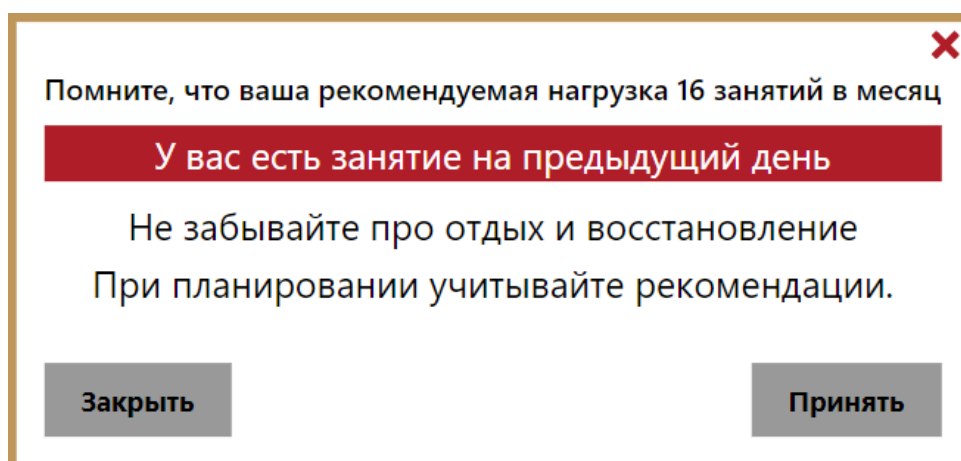 Помните, что ваша рекомендуемая нагрузка 16 занятий в месяц
У вас есть занятие на предыдущий день
Не забывайте про отдых и восстановление
При планировании учитывайте рекомендации.
Закрыть
Принять